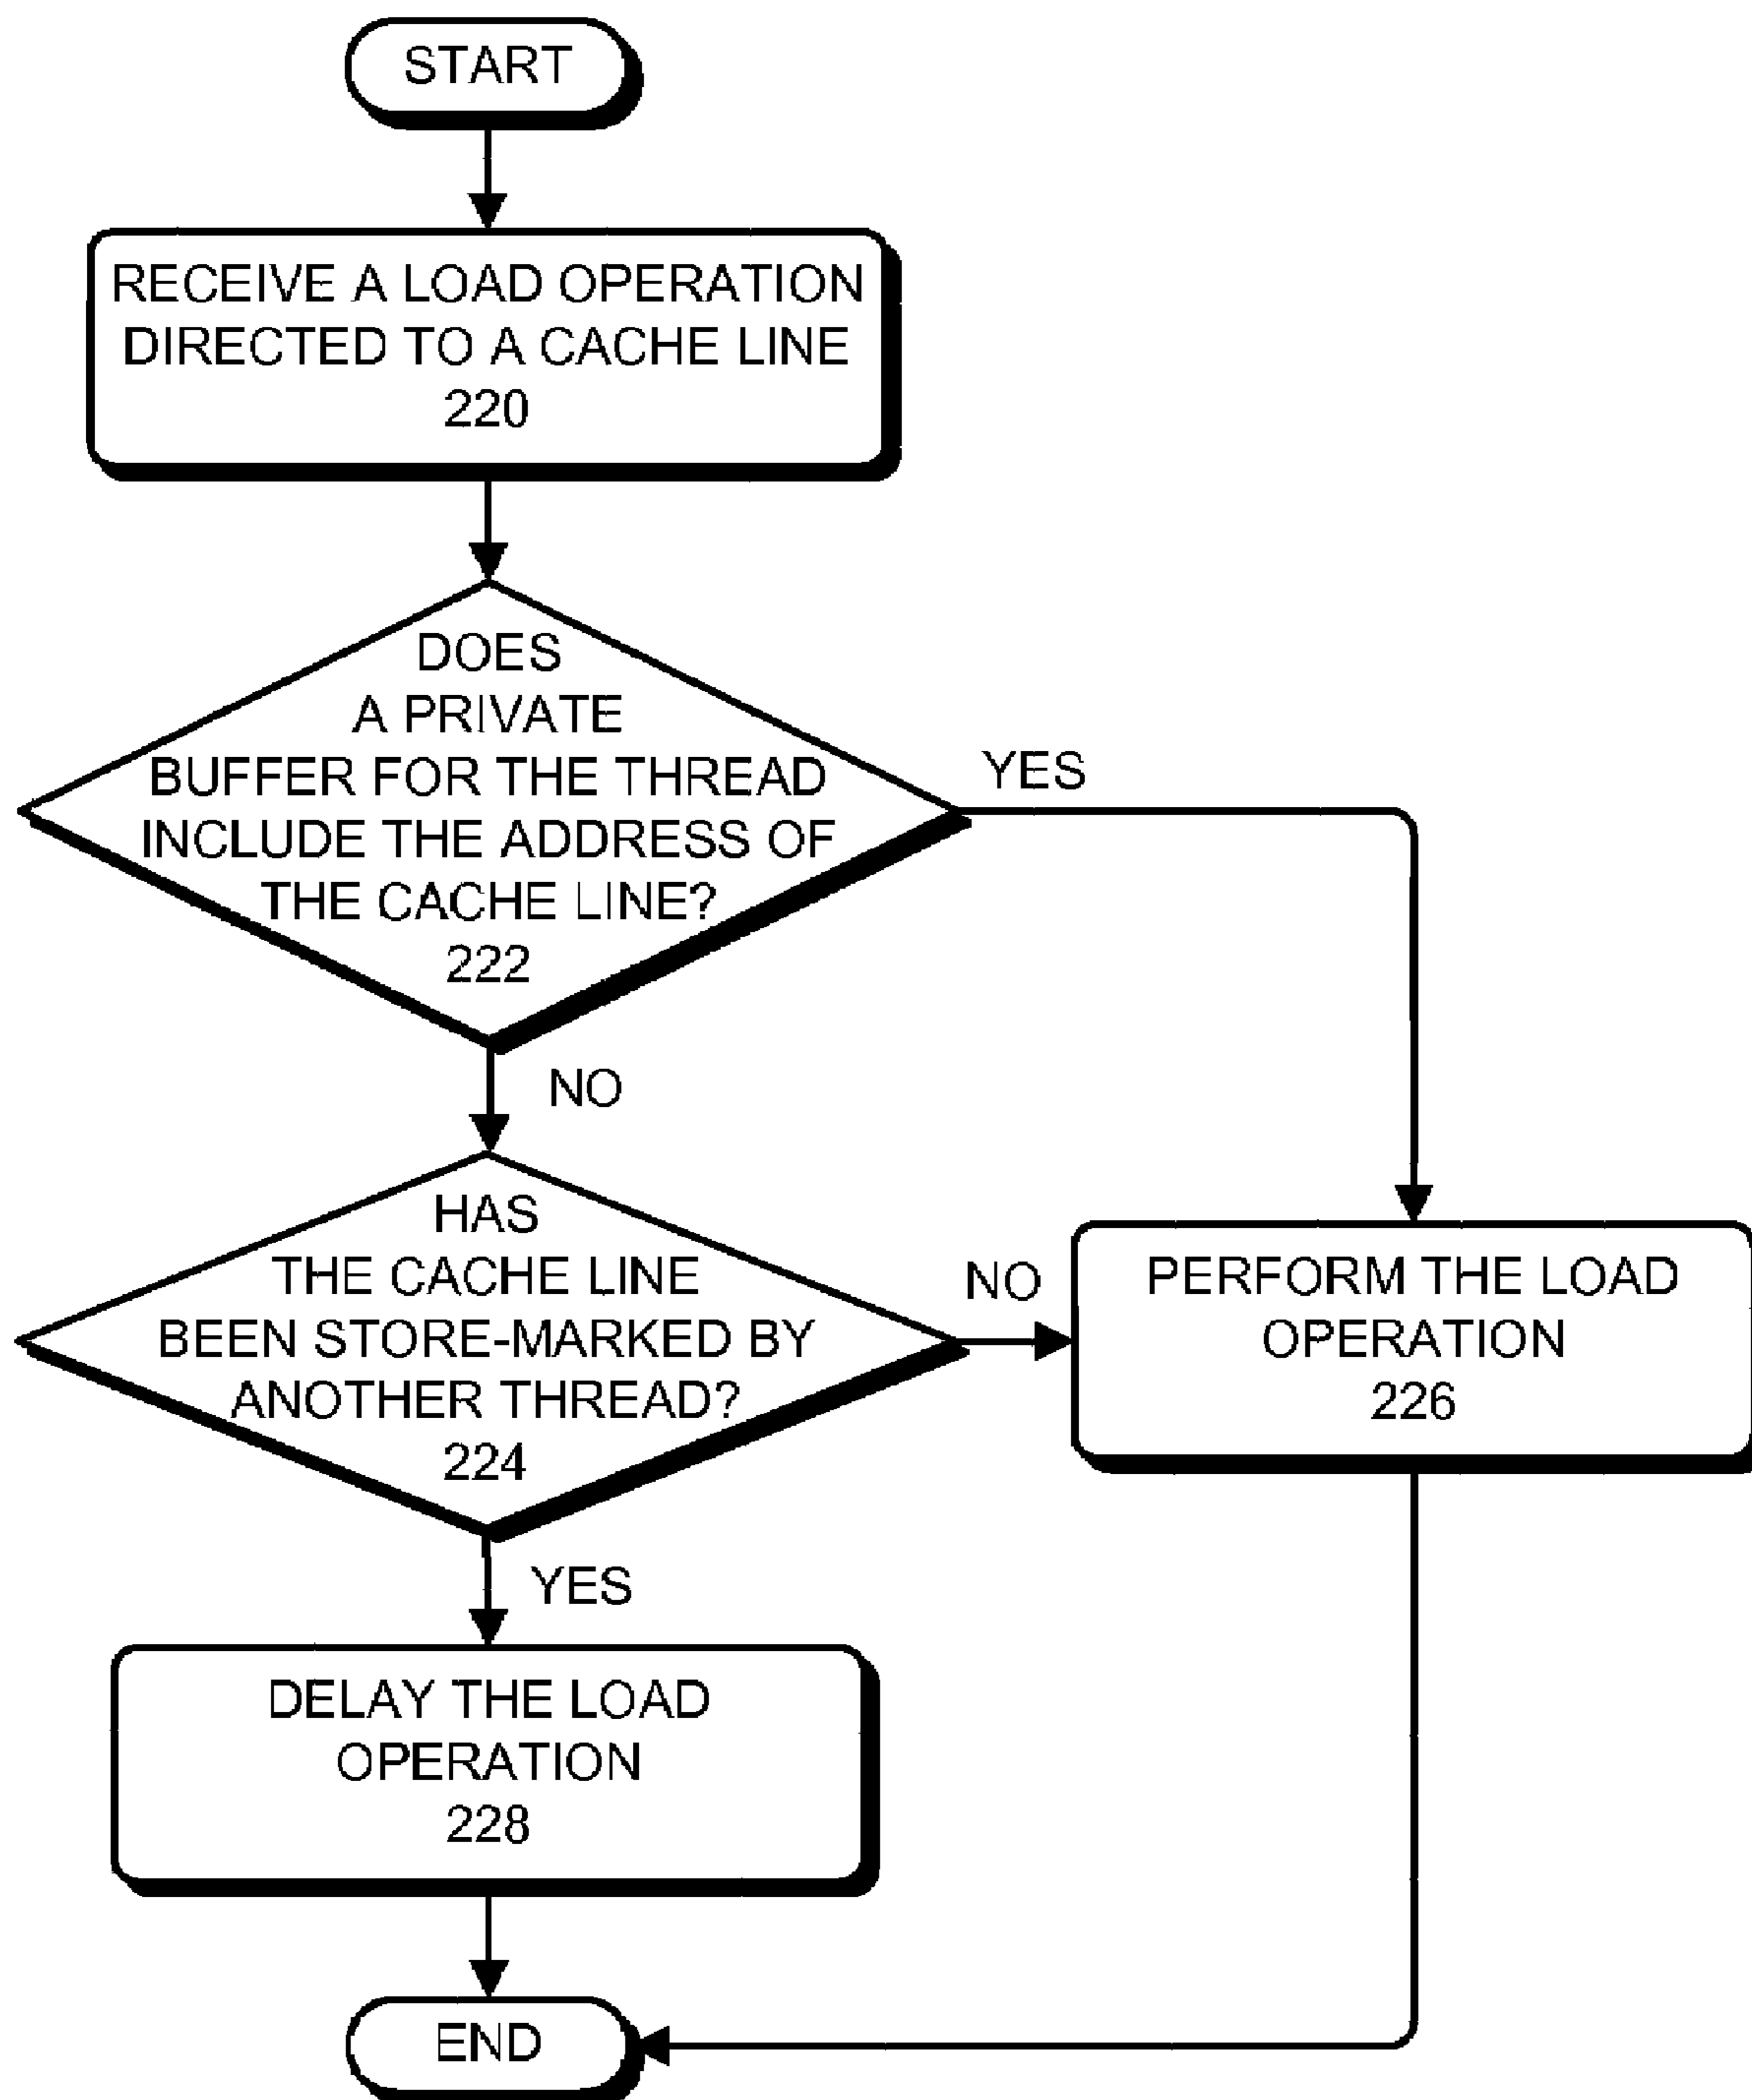 START
RECEIVE A LOAD OPERATION
DIRECTED TO A CACHE LINE
220
DOES
A PRIVATE
BUFFER FOR THE THREAD
INCLUDE THE ADDRESS OF
THE CACHE LINE?
222
YES
NO
HAS
THE CACHE LINE
BEEN STORE-MARKED BY
ANOTHER THREAD?
224
NO
PERFORM THE LOAD
OPERATION
226
YES
DELAY THE LOAD
OPERATION
228
END